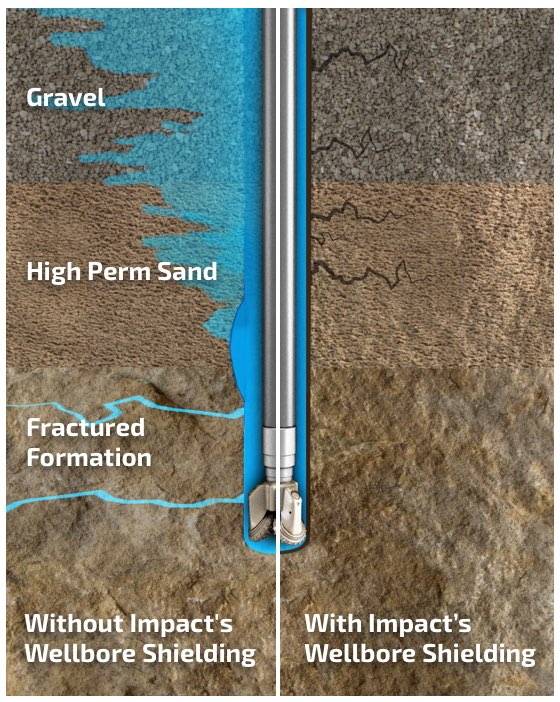 Gravel
High Perm Sand
Fractured
Formation
Without Impact's
Wellbore Shielding
With Impact’s
Wellbore Shielding